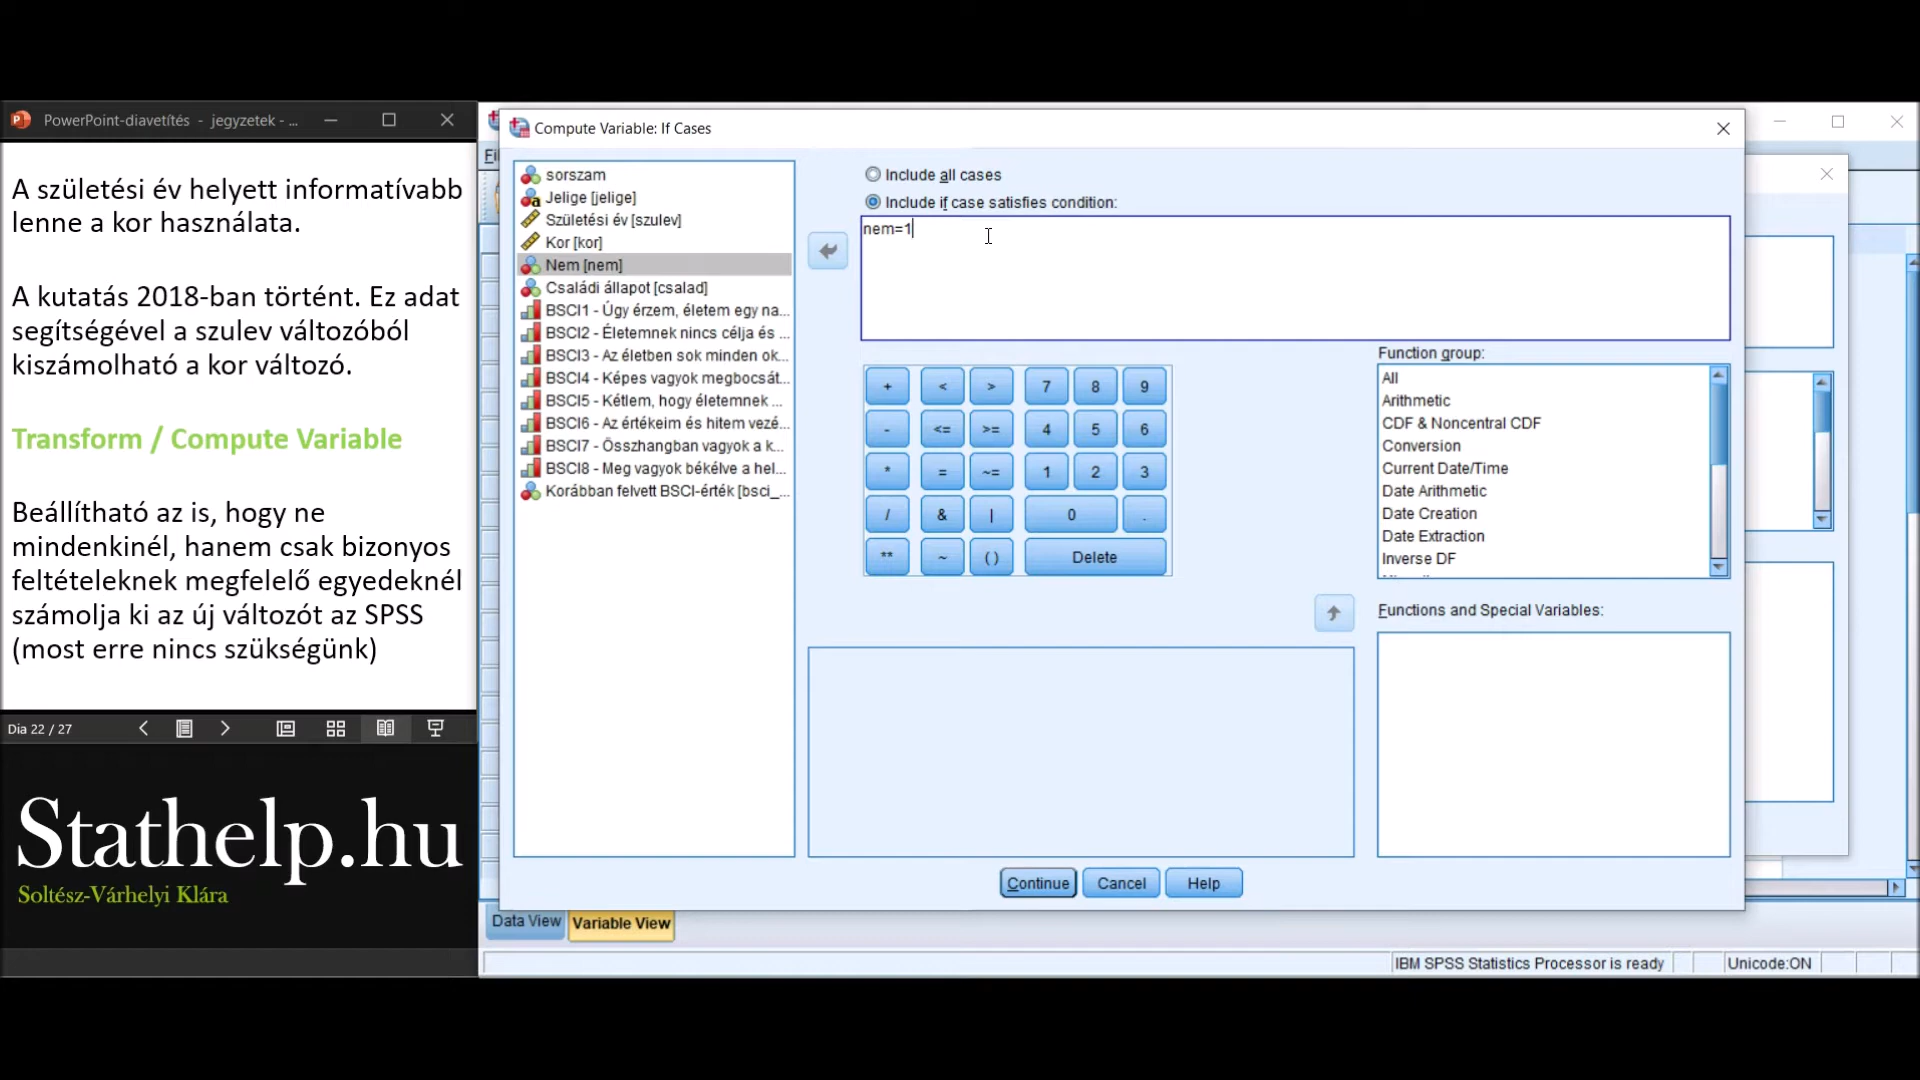 PowerPoint-diavetítés - jegyzetek - ...
A születési év helyett informatívabb
lenne a kor használata.
A kutatás 2018-ban történt. Ez adat
segítségével a szulev változóból
kiszámolható a kor változó.
Transform / Compute Variable
Beállítható az is, hogy ne
mindenkinél, hanem csak bizonyos
feltételeknek megfelelő egyedeknél
számolja ki az új változót az SPSS
(most erre nincs szükségünk)
Dia 22 / 27
Stathelp.hu
Soltész-Várhelyi Klára
Compute Variable: If Cases
sorszam
Jelige [jelige]
Születési év [szulev]
Kor [kor]
Nem [nem]
Családi állapot [csalad]
BSCI1 - Úgy érzem, életem egy na...
BSCI2 - Életemnek nincs célja és ...
BSCI3 - Az életben sok minden ok...
BSCI4 - Képes vagyok megbocsát...
BSCI5 - Kétlem, hogy életemnek ...
BSCI6 - Az értékeim és hitem vezé...
BSCI7 - Összhangban vagyok a k...
BSCI8 - Meg vagyok békélve a hel...
Korábban felvett BSCI-érték [bsci_...
Include all cases
Include if case satisfies condition:
nem=1
+ < > 7 8 9
- <= >= 4 5 6
* = ~= 1 2 3
/ & | 0 .
** ~ ( ) Delete
Function group:
All
Arithmetic
CDF & Noncentral CDF
Conversion
Current Date/Time
Date Arithmetic
Date Creation
Date Extraction
Inverse DF
Functions and Special Variables:
Continue Cancel Help
Data View Variable View
IBM SPSS Statistics Processor is ready Unicode:ON